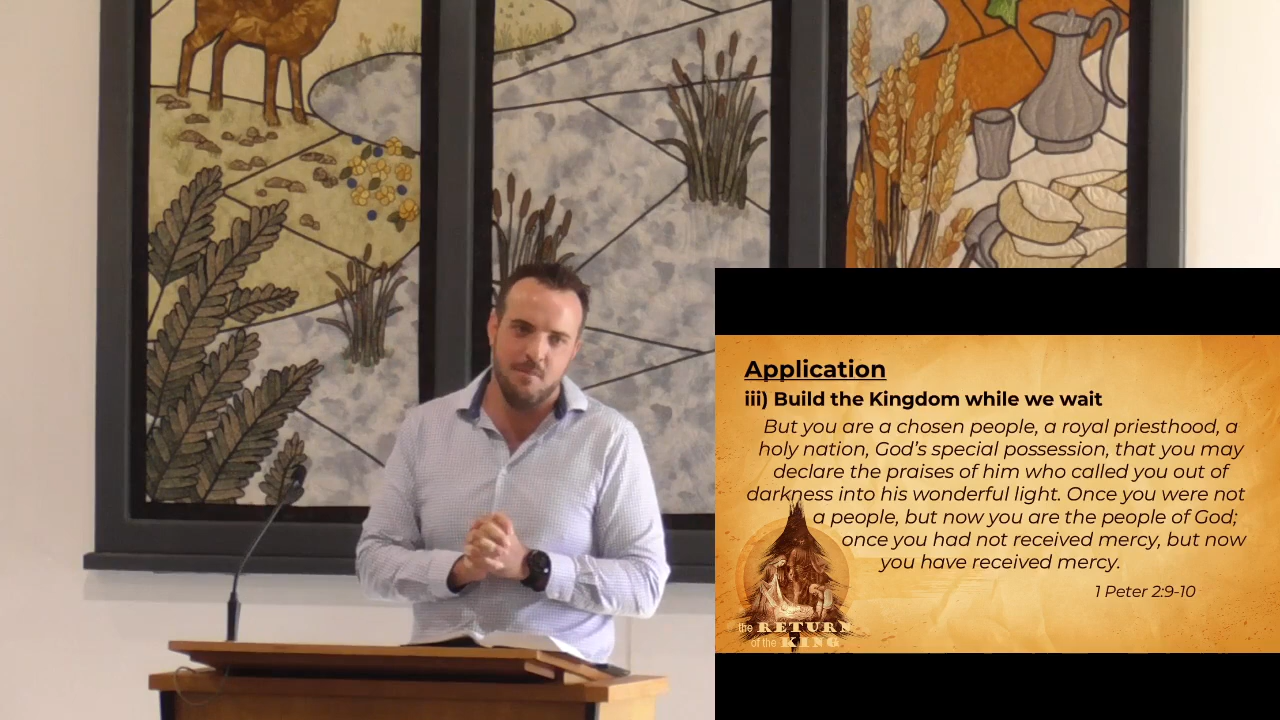 Application
iii) Build the Kingdom while we wait
But you are a chosen people, a royal priesthood, a
holy nation, God's special possession, that you may
declare the praises of him who called you out of
darkness into his wonderful light. Once you were not
a people, but now you are the people of God;
once you had not received mercy, but now
you have received mercy.
1 Peter 2:9-10
the RETURN
of the KING